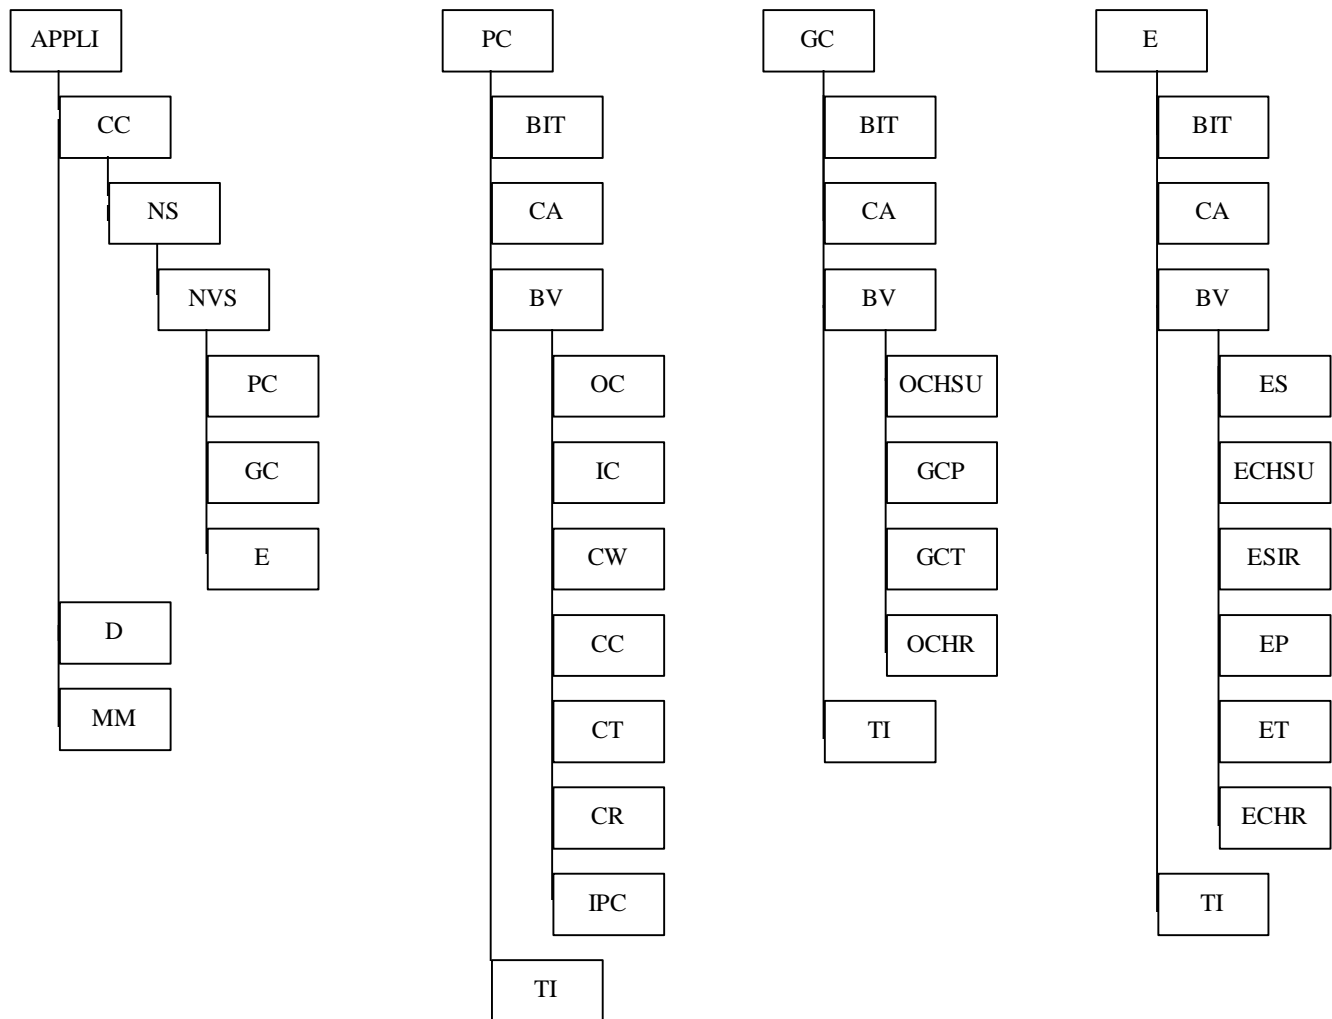 APPLI
CC
NS
NVS
PC
GC
E
D
MM
PC
BIT
CA
BV
OC
IC
CW
CC
CT
CR
IPC
TI
GC
BIT
CA
BV
OCHSU
GCP
GCT
OCHR
TI
E
BIT
CA
BV
ES
ECHSU
ESIR
EP
ET
ECHR
TI